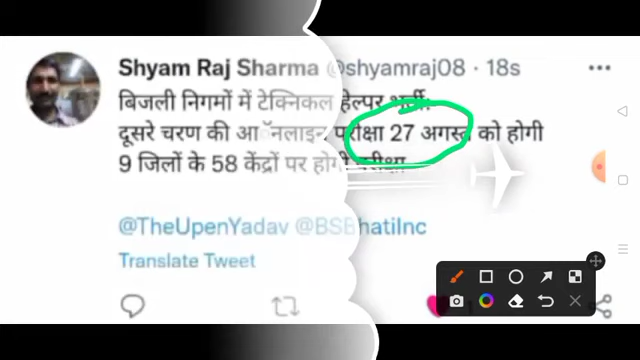 Shyam Raj Sharma @shyamraj08 · 18s
बिजली निगमों में टेक्निकल हेल्पर भर्ती:
दूसरे चरण की आॅनलाइन परीक्षा 27 अगस्त को होगी
9 जिलों के 58 केंद्रों पर होगी परीक्षा
@TheUpenYadav @BSBhatiInc
Translate Tweet